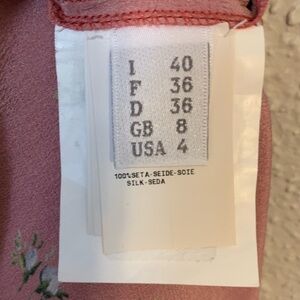 I 40
F 36
D 36
GB 8
USA 4
100%SETA-SEIDE-SOIE
SILK-SEDA